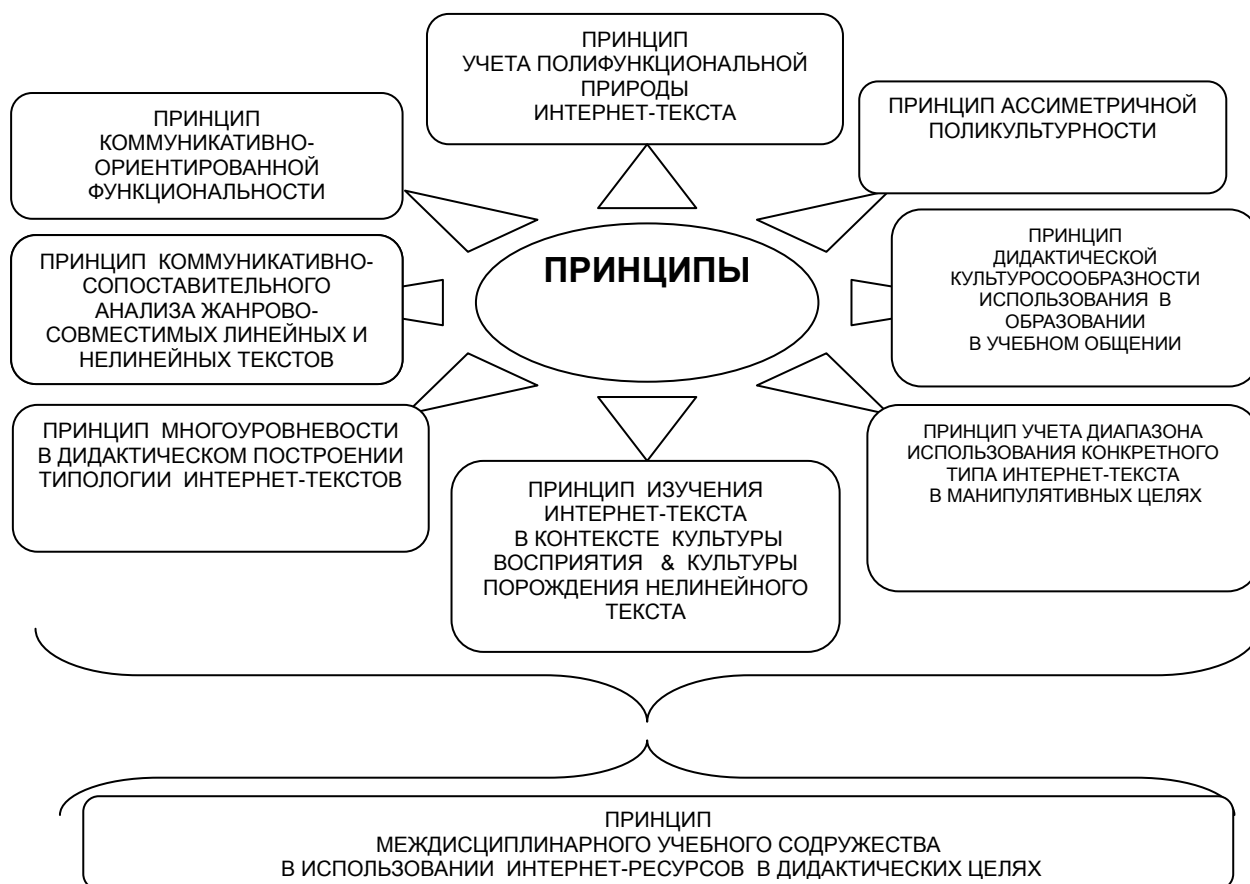 ПРИНЦИП
УЧЕТА ПОЛИФУНКЦИОНАЛЬНОЙ
ПРИРОДЫ
ИНТЕРНЕТ-ТЕКСТА
ПРИНЦИП
КОММУНИКАТИВНО-
ОРИЕНТИРОВАННОЙ
ФУНКЦИОНАЛЬНОСТИ
ПРИНЦИП АССИМЕТРИЧНОЙ
ПОЛИКУЛЬТУРНОСТИ
ПРИНЦИП КОММУНИКАТИВНО-
СОПОСТАВИТЕЛЬНОГО
АНАЛИЗА ЖАНРОВО-
СОВМЕСТИМЫХ ЛИНЕЙНЫХ И
НЕЛИНЕЙНЫХ ТЕКСТОВ
ПРИНЦИПЫ
ПРИНЦИП
ДИДАКТИЧЕСКОЙ
КУЛЬТУРОСООБРАЗНОСТИ
ИСПОЛЬЗОВАНИЯ В
ОБРАЗОВАНИИ
В УЧЕБНОМ ОБЩЕНИИ
ПРИНЦИП МНОГОУРОВНЕВОСТИ
В ДИДАКТИЧЕСКОМ ПОСТРОЕНИИ
ТИПОЛОГИИ ИНТЕРНЕТ-ТЕКСТОВ
ПРИНЦИП ИЗУЧЕНИЯ
ИНТЕРНЕТ-ТЕКСТА
В КОНТЕКСТЕ КУЛЬТУРЫ
ВОСПРИЯТИЯ & КУЛЬТУРЫ
ПОРОЖДЕНИЯ НЕЛИНЕЙНОГО
ТЕКСТА
ПРИНЦИП УЧЕТА ДИАПАЗОНА
ИСПОЛЬЗОВАНИЯ КОНКРЕТНОГО
ТИПА ИНТЕРНЕТ-ТЕКСТА
В МАНИПУЛЯТИВНЫХ ЦЕЛЯХ
ПРИНЦИП
МЕЖДИСЦИПЛИНАРНОГО УЧЕБНОГО СОДРУЖЕСТВА
В ИСПОЛЬЗОВАНИИ ИНТЕРНЕТ-РЕСУРСОВ В ДИДАКТИЧЕСКИХ ЦЕЛЯХ